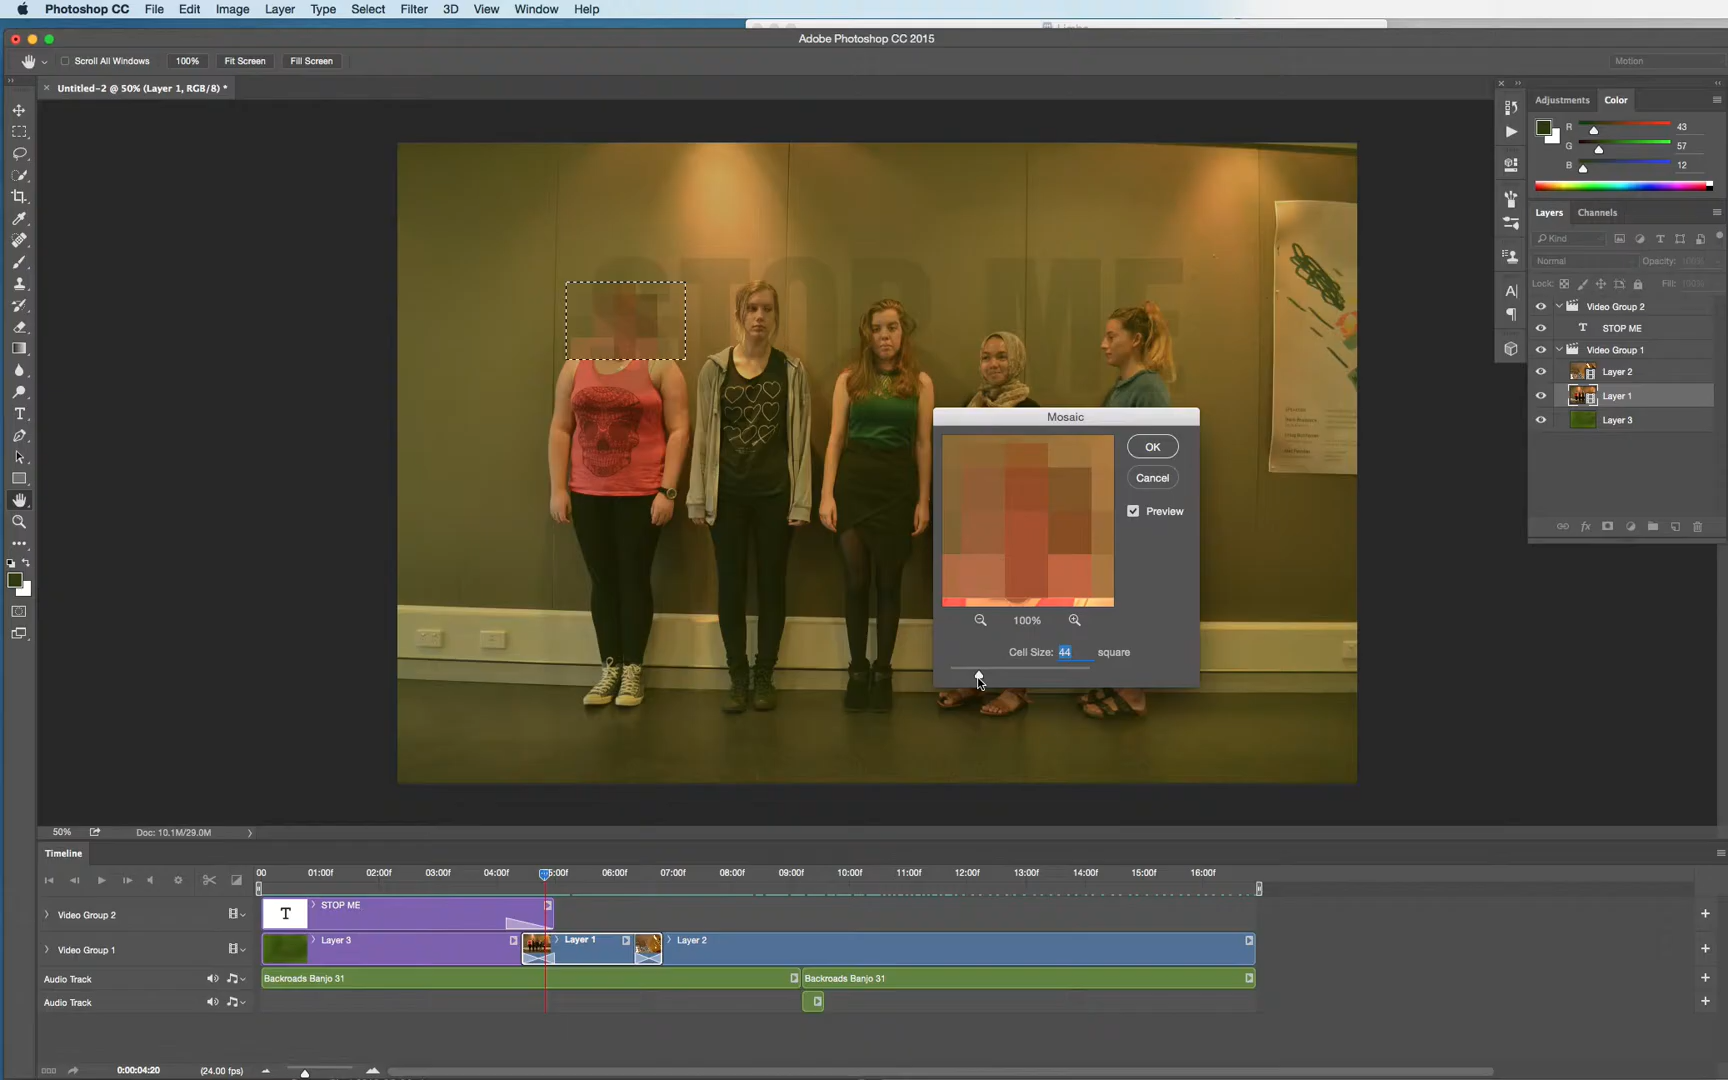 Photoshop CC File Edit Image Layer Type Select Filter 3D View Window Help
Adobe Photoshop CC 2015
Scroll All Windows 100% Fit Screen Fill Screen Motion
Untitled-2 @ 50% (Layer 1, RGB/8) *
Adjustments Color
R 43
G 57
B 12
Layers Channels
Kind
Normal Opacity: 100%
Lock: Fill: 100%
Video Group 2
T STOP ME
Video Group 1
Layer 2
Layer 1
Layer 3
STOP ME
Mosaic
OK
Cancel
Preview
100%
Cell Size: 44 square
50% Doc: 10.1M/29.0M
Timeline
00 01:00f 02:00f 03:00f 04:00f 5:00f 06:00f 07:00f 08:00f 09:00f 10:00f 11:00f 12:00f 13:00f 14:00f 15:00f 16:00f
Video Group 2 T STOP ME
Video Group 1 Layer 3 Layer 1 Layer 2
Audio Track Backroads Banjo 31 Backroads Banjo 31
Audio Track
0:00:04:20 (24.00 fps)